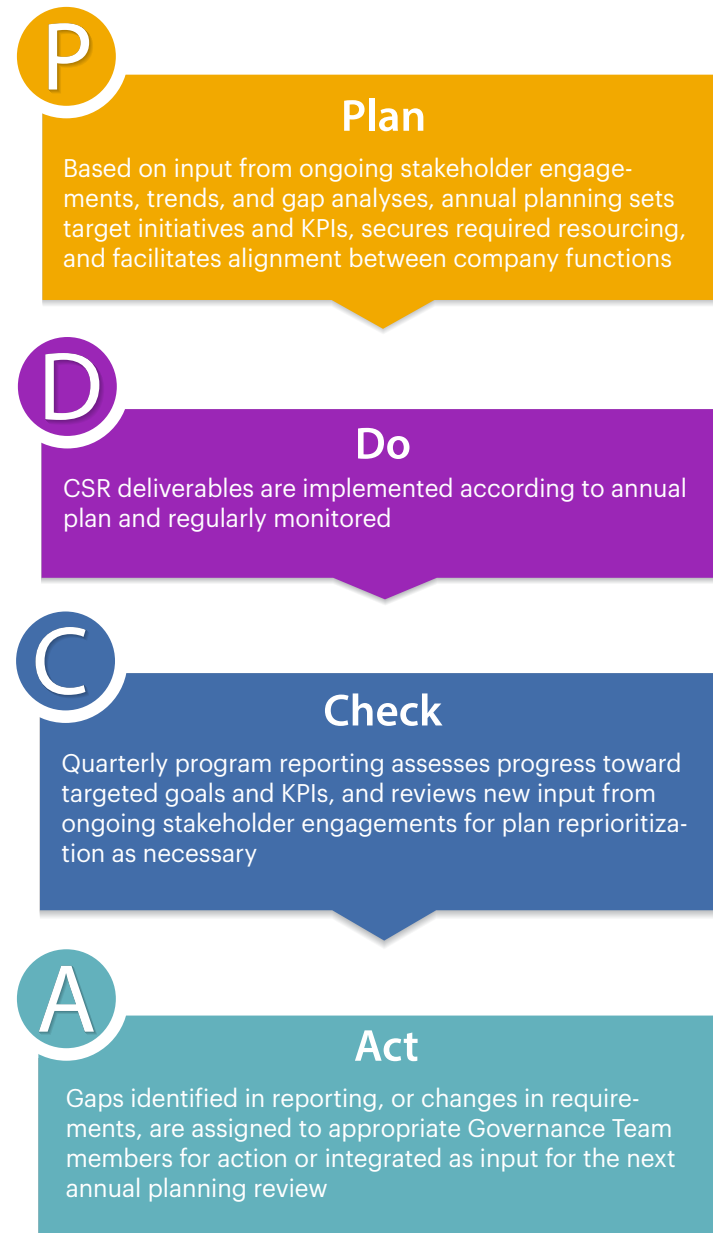 P
Plan
Based on input from ongoing stakeholder engage-
ments, trends, and gap analyses, annual planning sets
target initiatives and KPIs, secures required resourcing,
and facilitates alignment between company functions
D
Do
CSR deliverables are implemented according to annual
plan and regularly monitored
C
Check
Quarterly program reporting assesses progress toward
targeted goals and KPIs, and reviews new input from
ongoing stakeholder engagements for plan reprioritiza-
tion as necessary
A
Act
Gaps identified in reporting, or changes in require-
ments, are assigned to appropriate Governance Team
members for action or integrated as input for the next
annual planning review